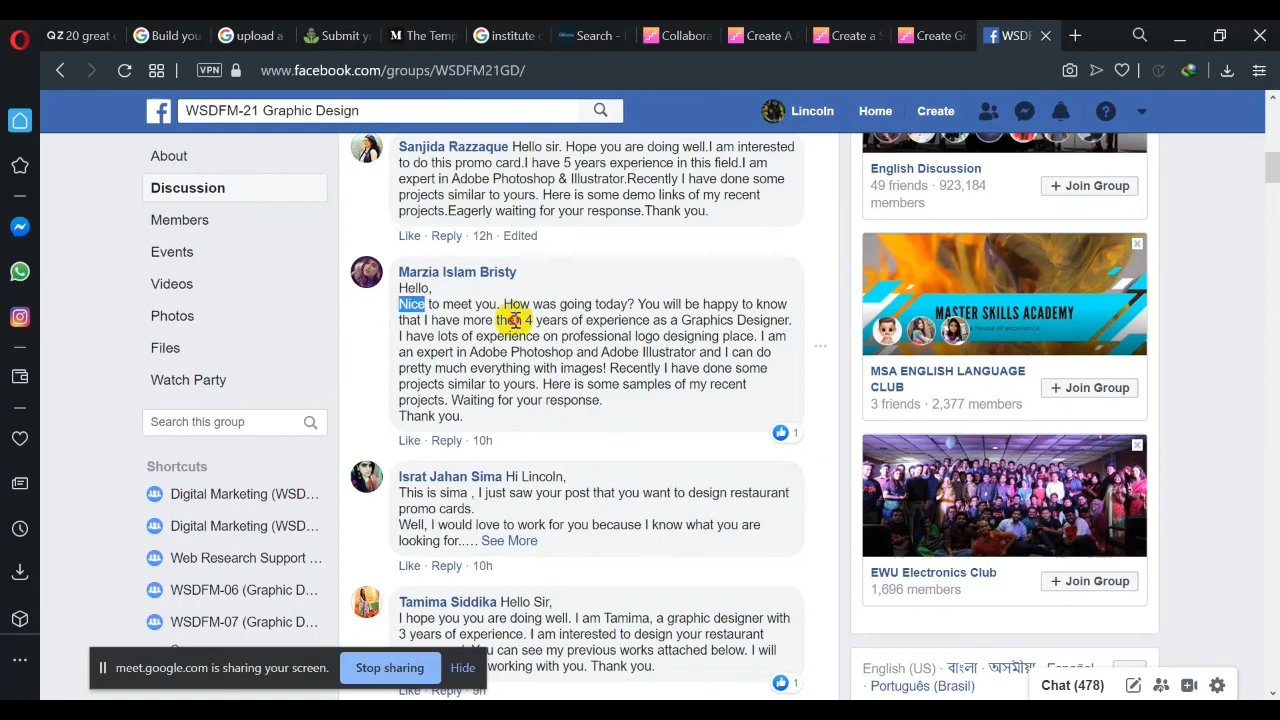 QZ 20 great c
Build you
upload a
Submit yo
The Temp
institute o
Search -
Collabora
Create A
Create a S
Create Gr
WSDF
VPN
www.facebook.com/groups/WSDFM21GD/
WSDFM-21 Graphic Design
Lincoln
Home
Create
About
Discussion
Members
Events
Videos
Photos
Files
Watch Party
Search this group
Shortcuts
Digital Marketing (WSD...
Digital Marketing (WSD...
Web Research Support ...
WSDFM-06 (Graphic D...
WSDFM-07 (Graphic D...
Sanjida Razzaque Hello sir. Hope you are doing well.I am interested
to do this promo card.I have 5 years experience in this field.I am
expert in Adobe Photoshop & Illustrator.Recently I have done some
projects similar to yours. Here is some demo links of my recent
projects.Eagerly waiting for your response.Thank you.
Like · Reply · 12h · Edited
Marzia Islam Bristy
Hello,
Nice to meet you. How was going today? You will be happy to know
that I have more then 4 years of experience as a Graphics Designer.
I have lots of experience on professional logo designing place. I am
an expert in Adobe Photoshop and Adobe Illustrator and I can do
pretty much everything with images! Recently I have done some
projects similar to yours. Here is some samples of my recent
projects. Waiting for your response.
Thank you.
Like · Reply · 10h
1
Israt Jahan Sima Hi Lincoln,
This is sima , I just saw your post that you want to design restaurant
promo cards.
Well, I would love to work for you because I know what you are
looking for.... See More
Like · Reply · 10h
Tamima Siddika Hello Sir,
I hope you you are doing well. I am Tamima, a graphic designer with
3 years of experience. I am interested to design your restaurant
You can see my previous works attached below. I will
working with you. Thank you.
1
Like · Reply · 9h
English Discussion
49 friends · 923,184
members
+ Join Group
MASTER SKILLS ACADEMY
house of excellence
MSA ENGLISH LANGUAGE
CLUB
3 friends · 2,377 members
+ Join Group
EWU Electronics Club
1,696 members
+ Join Group
English (US) · বাংলা · অসমীয়া · Español ·
Português (Brasil)
Chat (478)
meet.google.com is sharing your screen.
Stop sharing
Hide